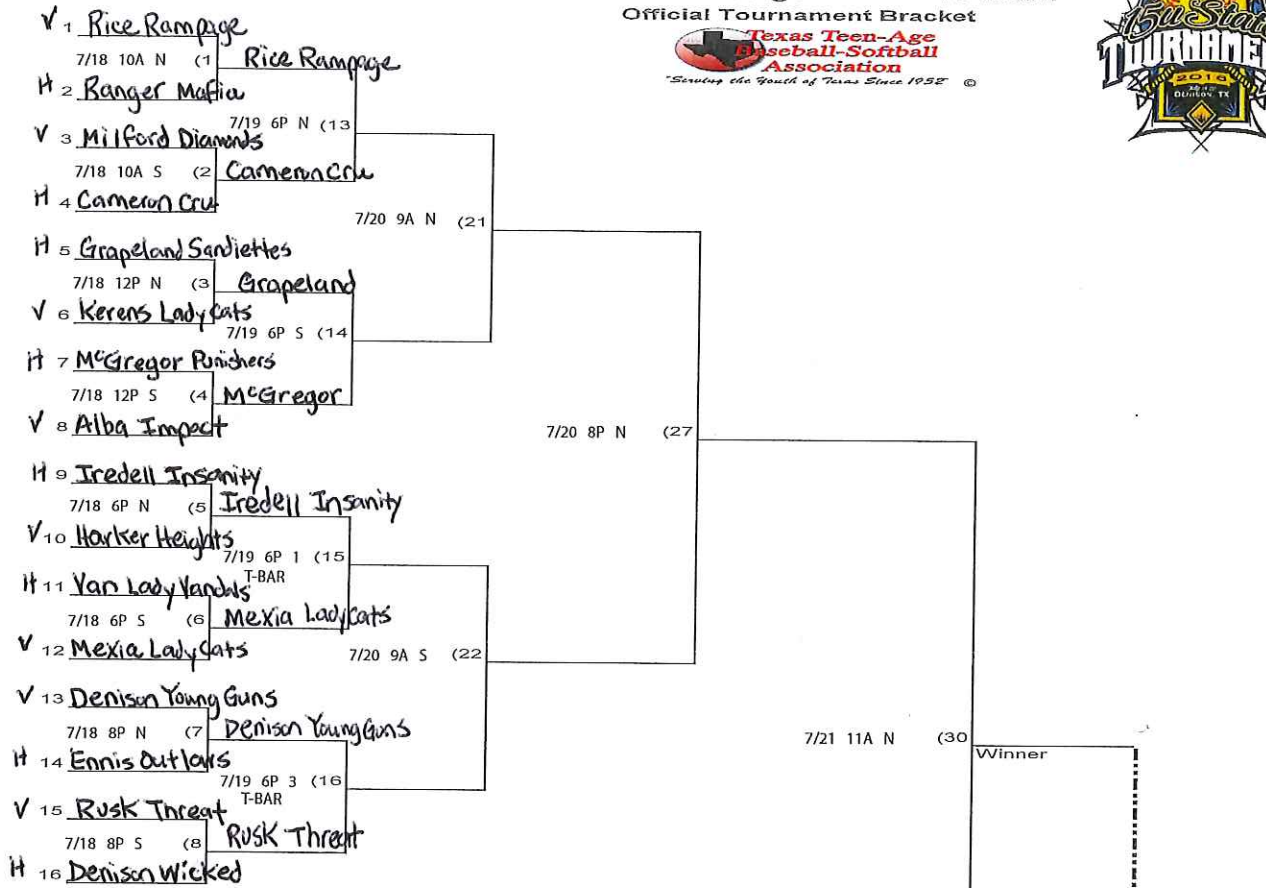 Official Tournament Bracket
Texas Teen-Age
Baseball-Softball
Association
"Serving the Youth of Texas Since 1952" ©
15U State
TOURNAME
2016
V 1 Rice Rampage
7/18 10A N (1 Rice Rampage
H 2 Ranger Mafia
7/19 6P N (13
V 3 Milford Diamonds
7/18 10A S (2 Cameron Cru
H 4 Cameron Cru
7/20 9A N (21
H 5 Grapeland Sandiettes
7/18 12P N (3 Grapeland
V 6 Kerens Lady Cats
7/19 6P S (14
H 7 McGregor Punishers
7/18 12P S (4 McGregor
V 8 Alba Impact
7/20 8P N (27
H 9 Iredell Insanity
7/18 6P N (5 Iredell Insanity
V 10 Harker Heights
7/19 6P 1 (15
T-BAR
H 11 Van Lady Vandals
7/18 6P S (6 Mexia Lady Cats
V 12 Mexia Lady Cats
7/20 9A S (22
V 13 Denison Young Guns
7/18 8P N (7 Denison Young Guns
7/21 11A N (30
Winner
H 14 Ennis Outlaws
7/19 6P 3 (16
T-BAR
V 15 Rusk Threat
7/18 8P S (8 Rusk Threat
H 16 Denison Wicked